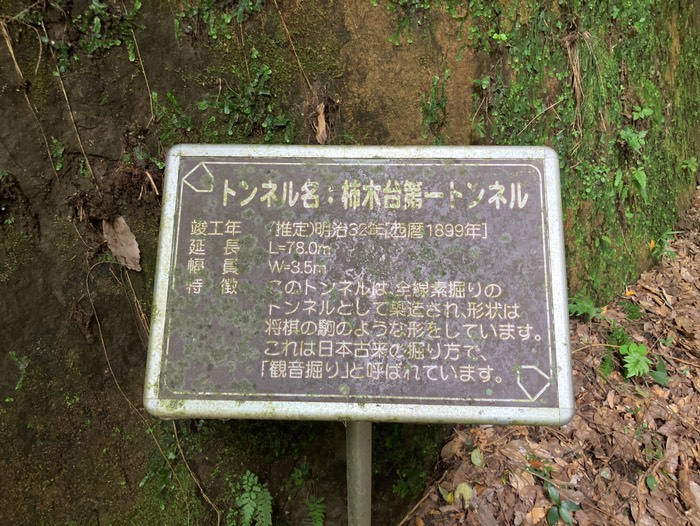 トンネル名：柿木台第一トンネル
竣工年 (推定)明治32年[西暦1899年]
延長 L=78.0m
幅員 W=3.5m
特徴 このトンネルは、全線素掘りの
トンネルとして築造され、形状は
将棋の駒のような形をしています。
これは日本古来の掘り方で、
「観音掘り」と呼ばれています。